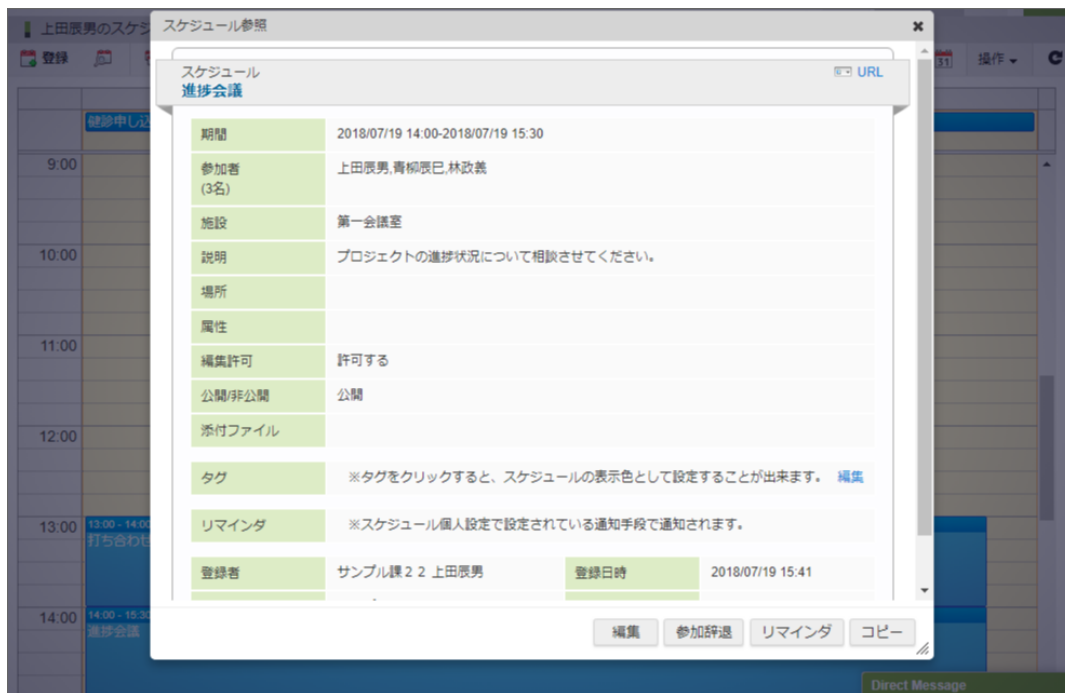 上田辰男のスケジ
スケジュール参照
登録
31
操作
スケジュール
URL
進捗会議
健診申し込
期間
2018/07/19 14:00-2018/07/19 15:30
9:00
参加者
(3名)
上田辰男,青柳辰巳,林政義
施設
第一会議室
10:00
説明
プロジェクトの進捗状況について相談させてください。
場所
属性
11:00
編集許可
許可する
公開/非公開
公開
添付ファイル
12:00
タグ
※タグをクリックすると、スケジュールの表示色として設定することが出来ます。
編集
13:00
13:00 - 14:00
打ち合わせ
リマインダ
※スケジュール個人設定で設定されている通知手段で通知されます。
登録者
サンプル課22 上田辰男
登録日時
2018/07/19 15:41
14:00
14:00 - 15:30
進捗会議
編集
参加辞退
リマインダ
コピー
Direct Message